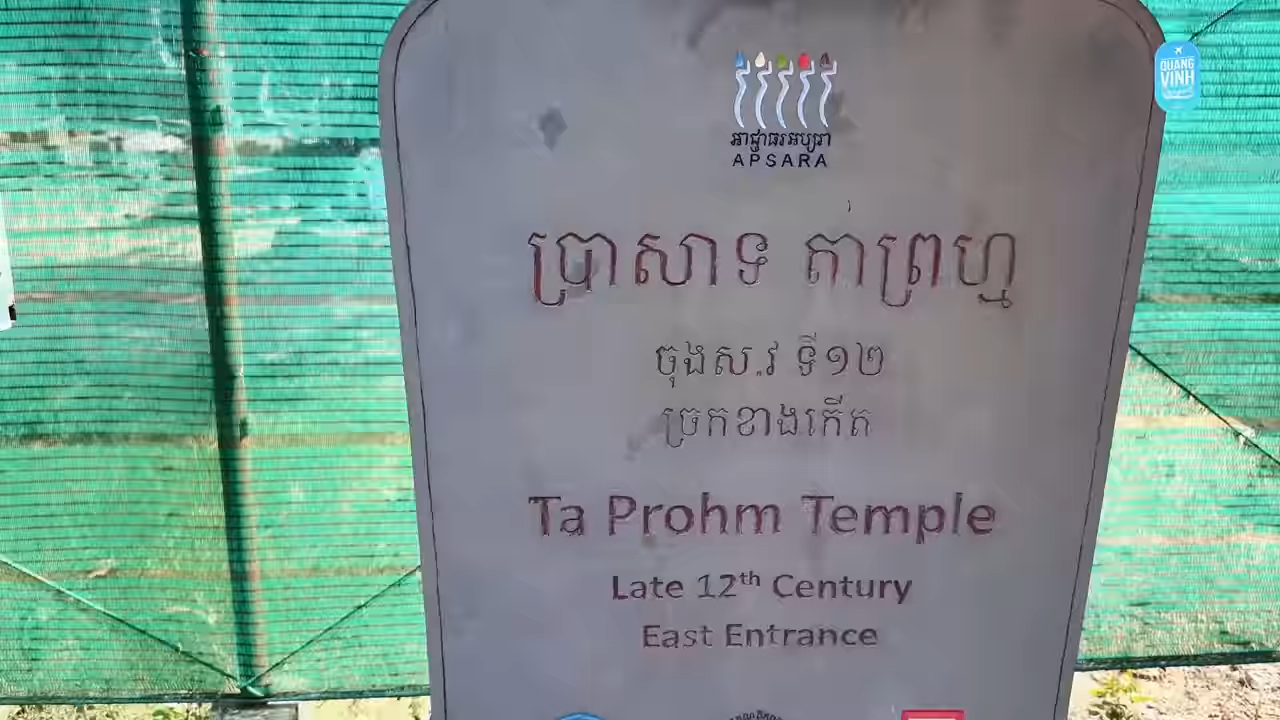 QUANG
VINH
អាជ្ញាធរអប្សរា
APSARA
ប្រាសាទ តាព្រហ្ម
ចុងស.វ ទី១២
ច្រកខាងកើត
Ta Prohm Temple
Late 12th Century
East Entrance